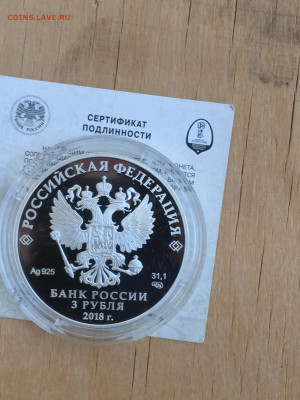 COINS.LAVE.RU
СЕРТИФИКАТ
ПОДЛИННОСТИ
РОССИЙСКАЯ ФЕДЕРАЦИЯ
Ag 925
31,1
БАНК РОССИИ
3 РУБЛЯ
2018 г.